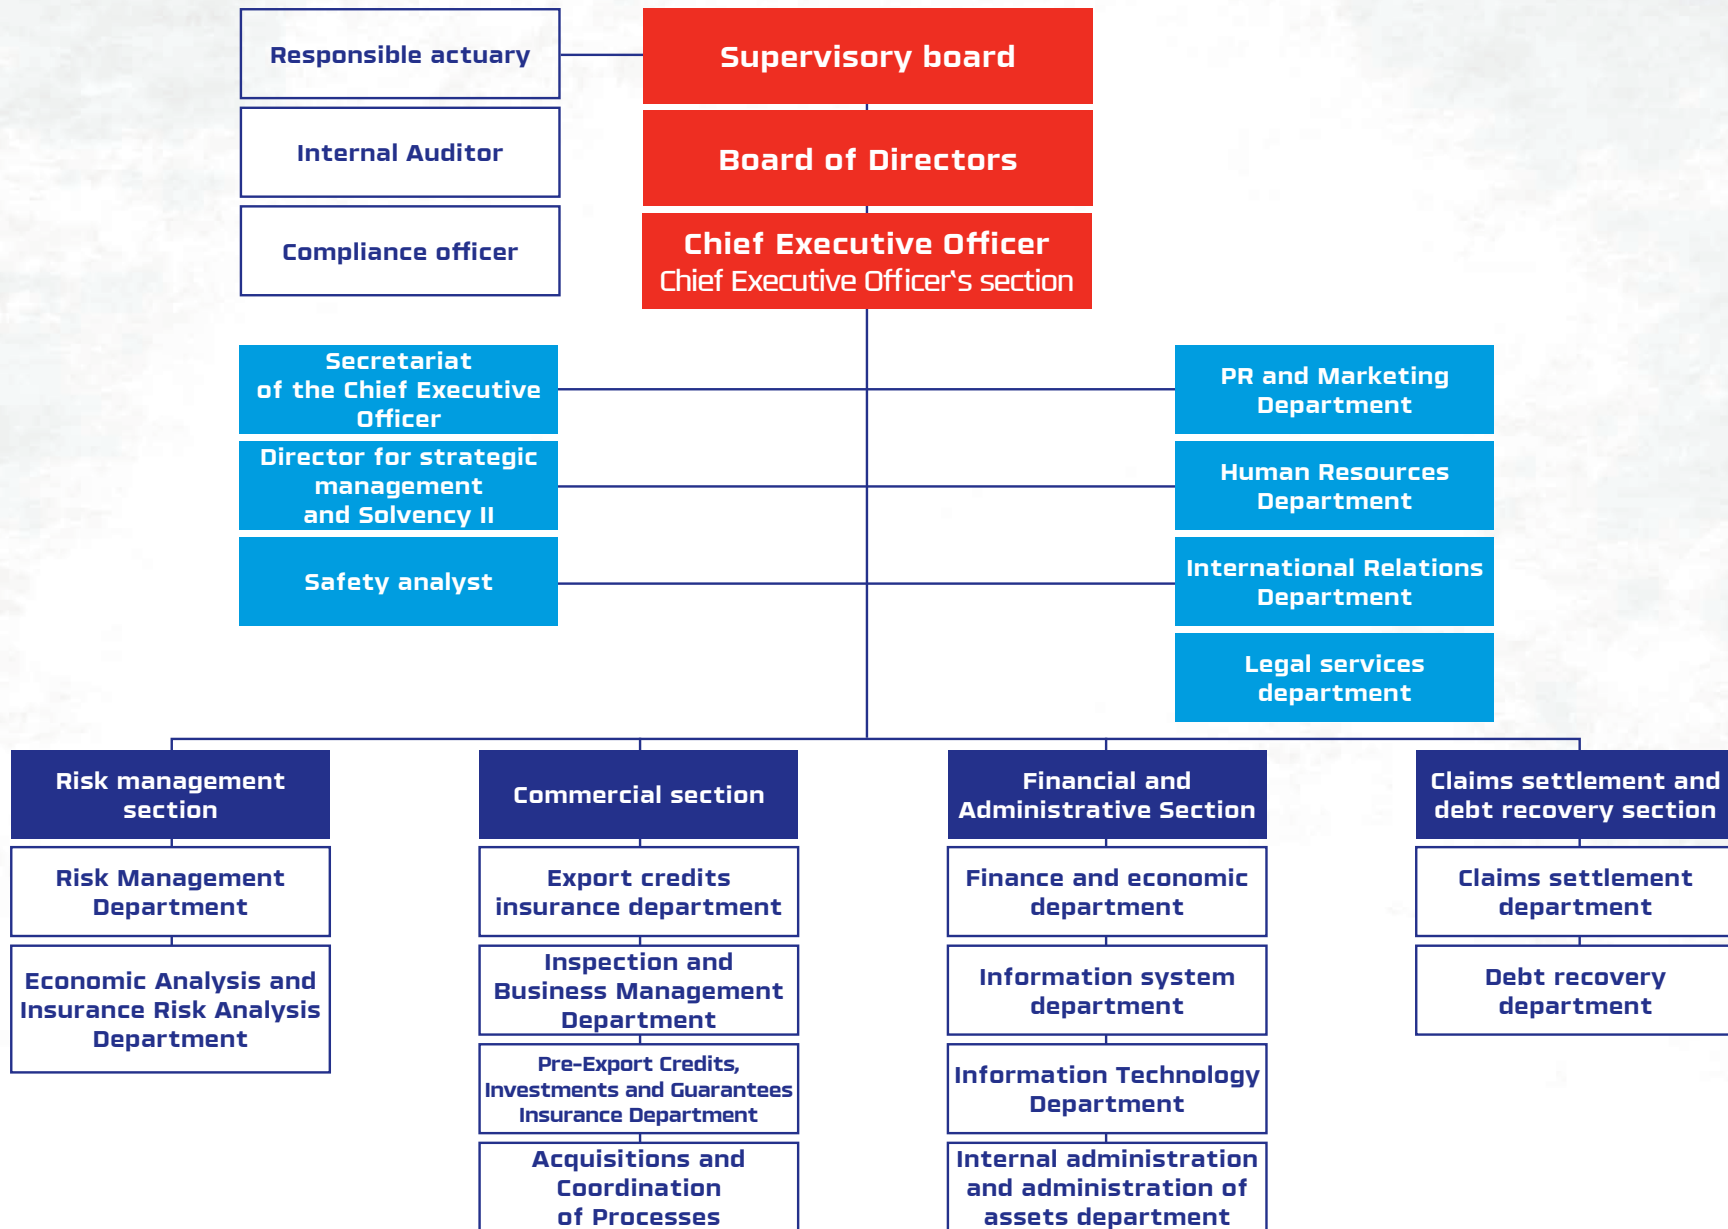 Responsible actuary
Supervisory board
Internal Auditor
Board of Directors
Compliance officer
Chief Executive Officer
Chief Executive Officer‘s section
Secretariat
of the Chief Executive
Officer
PR and Marketing
Department
Director for strategic
management
and Solvency II
Human Resources
Department
Safety analyst
International Relations
Department
Legal services
department
Risk management
section
Commercial section
Financial and
Administrative Section
Claims settlement and
debt recovery section
Risk Management
Department
Export credits
insurance department
Finance and economic
department
Claims settlement
department
Economic Analysis and
Insurance Risk Analysis
Department
Inspection and
Business Management
Department
Information system
department
Debt recovery
department
Pre-Export Credits,
Investments and Guarantees
Insurance Department
Information Technology
Department
Acquisitions and
Coordination
of Processes
Internal administration
and administration of
assets department